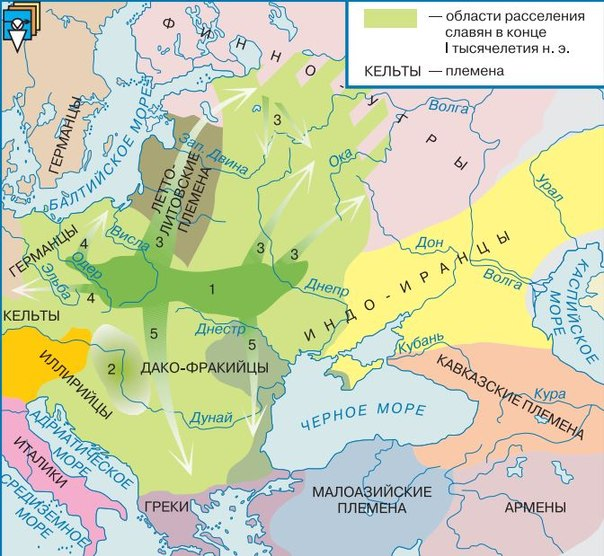 — области расселения
славян в конце
I тысячелетия н. э.
КЕЛЬТЫ — племена
ФИННО-УГРЫ
ГЕРМАНЦЫ
БАЛТИЙСКОЕ МОРЕ
ЛЕТТО-
ЛИТОВСКИЕ
ПЛЕМЕНА
Зап. Двина
3
Волга
Ока
Урал
ГЕРМАНЦЫ
4
Висла
Одер
Эльба
4
3
3
3
1
Днепр
Дон
Волга
ИНДО-ИРАНЦЫ
КАСПИЙСКОЕ
МОРЕ
КЕЛЬТЫ
5
Днестр
5
Кубань
ИЛЛИРИЙЦЫ
2
ДАКО-ФРАКИЙЦЫ
КАВКАЗСКИЕ ПЛЕМЕНА
Кура
Дунай
ЧЕРНОЕ МОРЕ
АДРИАТИЧЕСКОЕ
МОРЕ
ИТАЛИКИ
СРЕДИЗЕМНОЕ
МОРЕ
ГРЕКИ
МАЛОАЗИЙСКИЕ
ПЛЕМЕНА
АРМЕНЫ